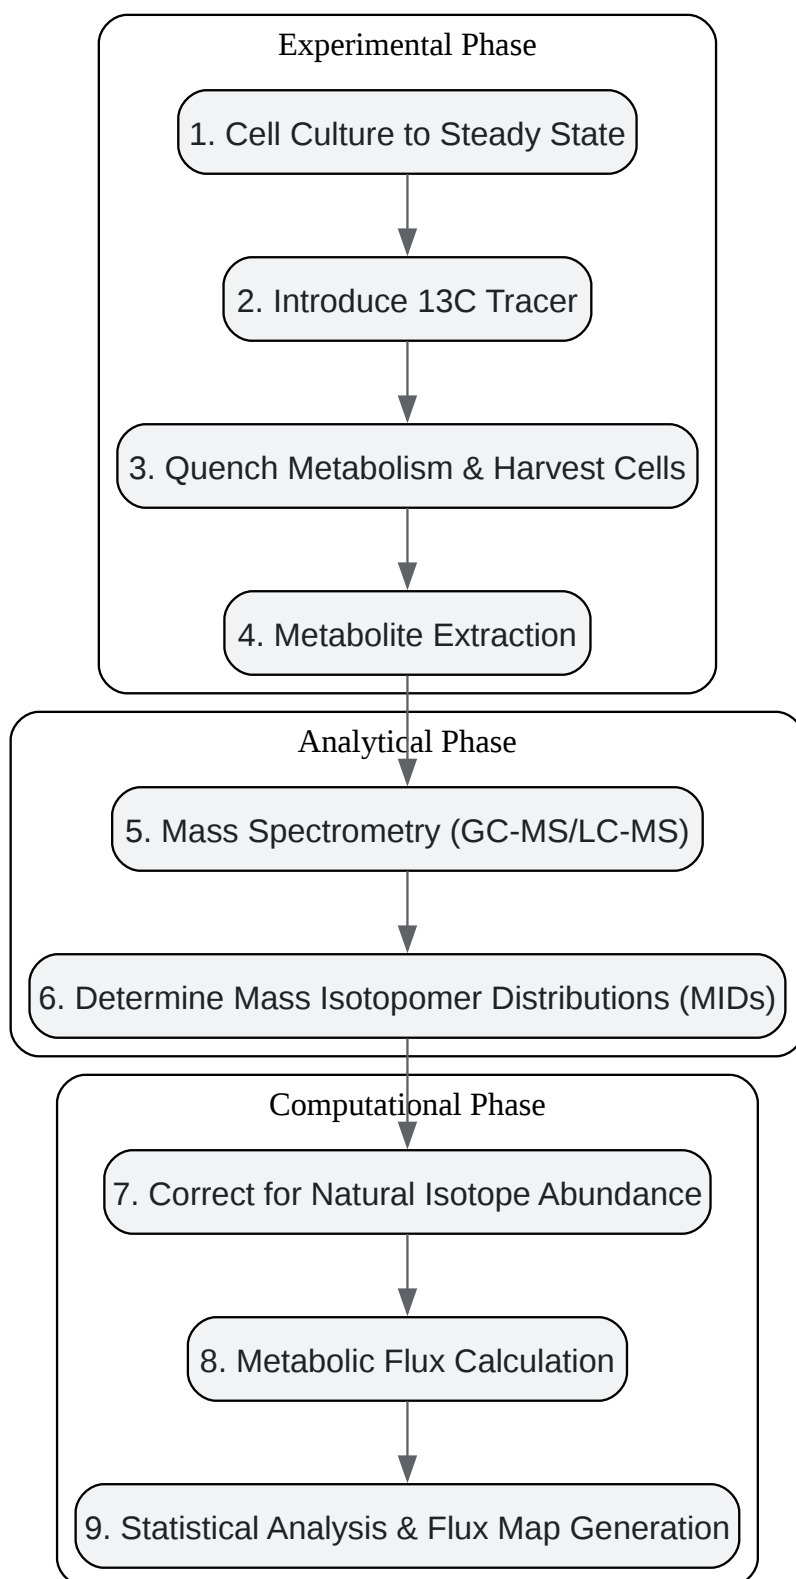 Experimental Phase
1. Cell Culture to Steady State
2. Introduce 13C Tracer
3. Quench Metabolism & Harvest Cells
4. Metabolite Extraction
Analytical Phase
5. Mass Spectrometry (GC-MS/LC-MS)
6. Determine Mass Isotopomer Distributions (MIDs)
Computational Phase
7. Correct for Natural Isotope Abundance
8. Metabolic Flux Calculation
9. Statistical Analysis & Flux Map Generation